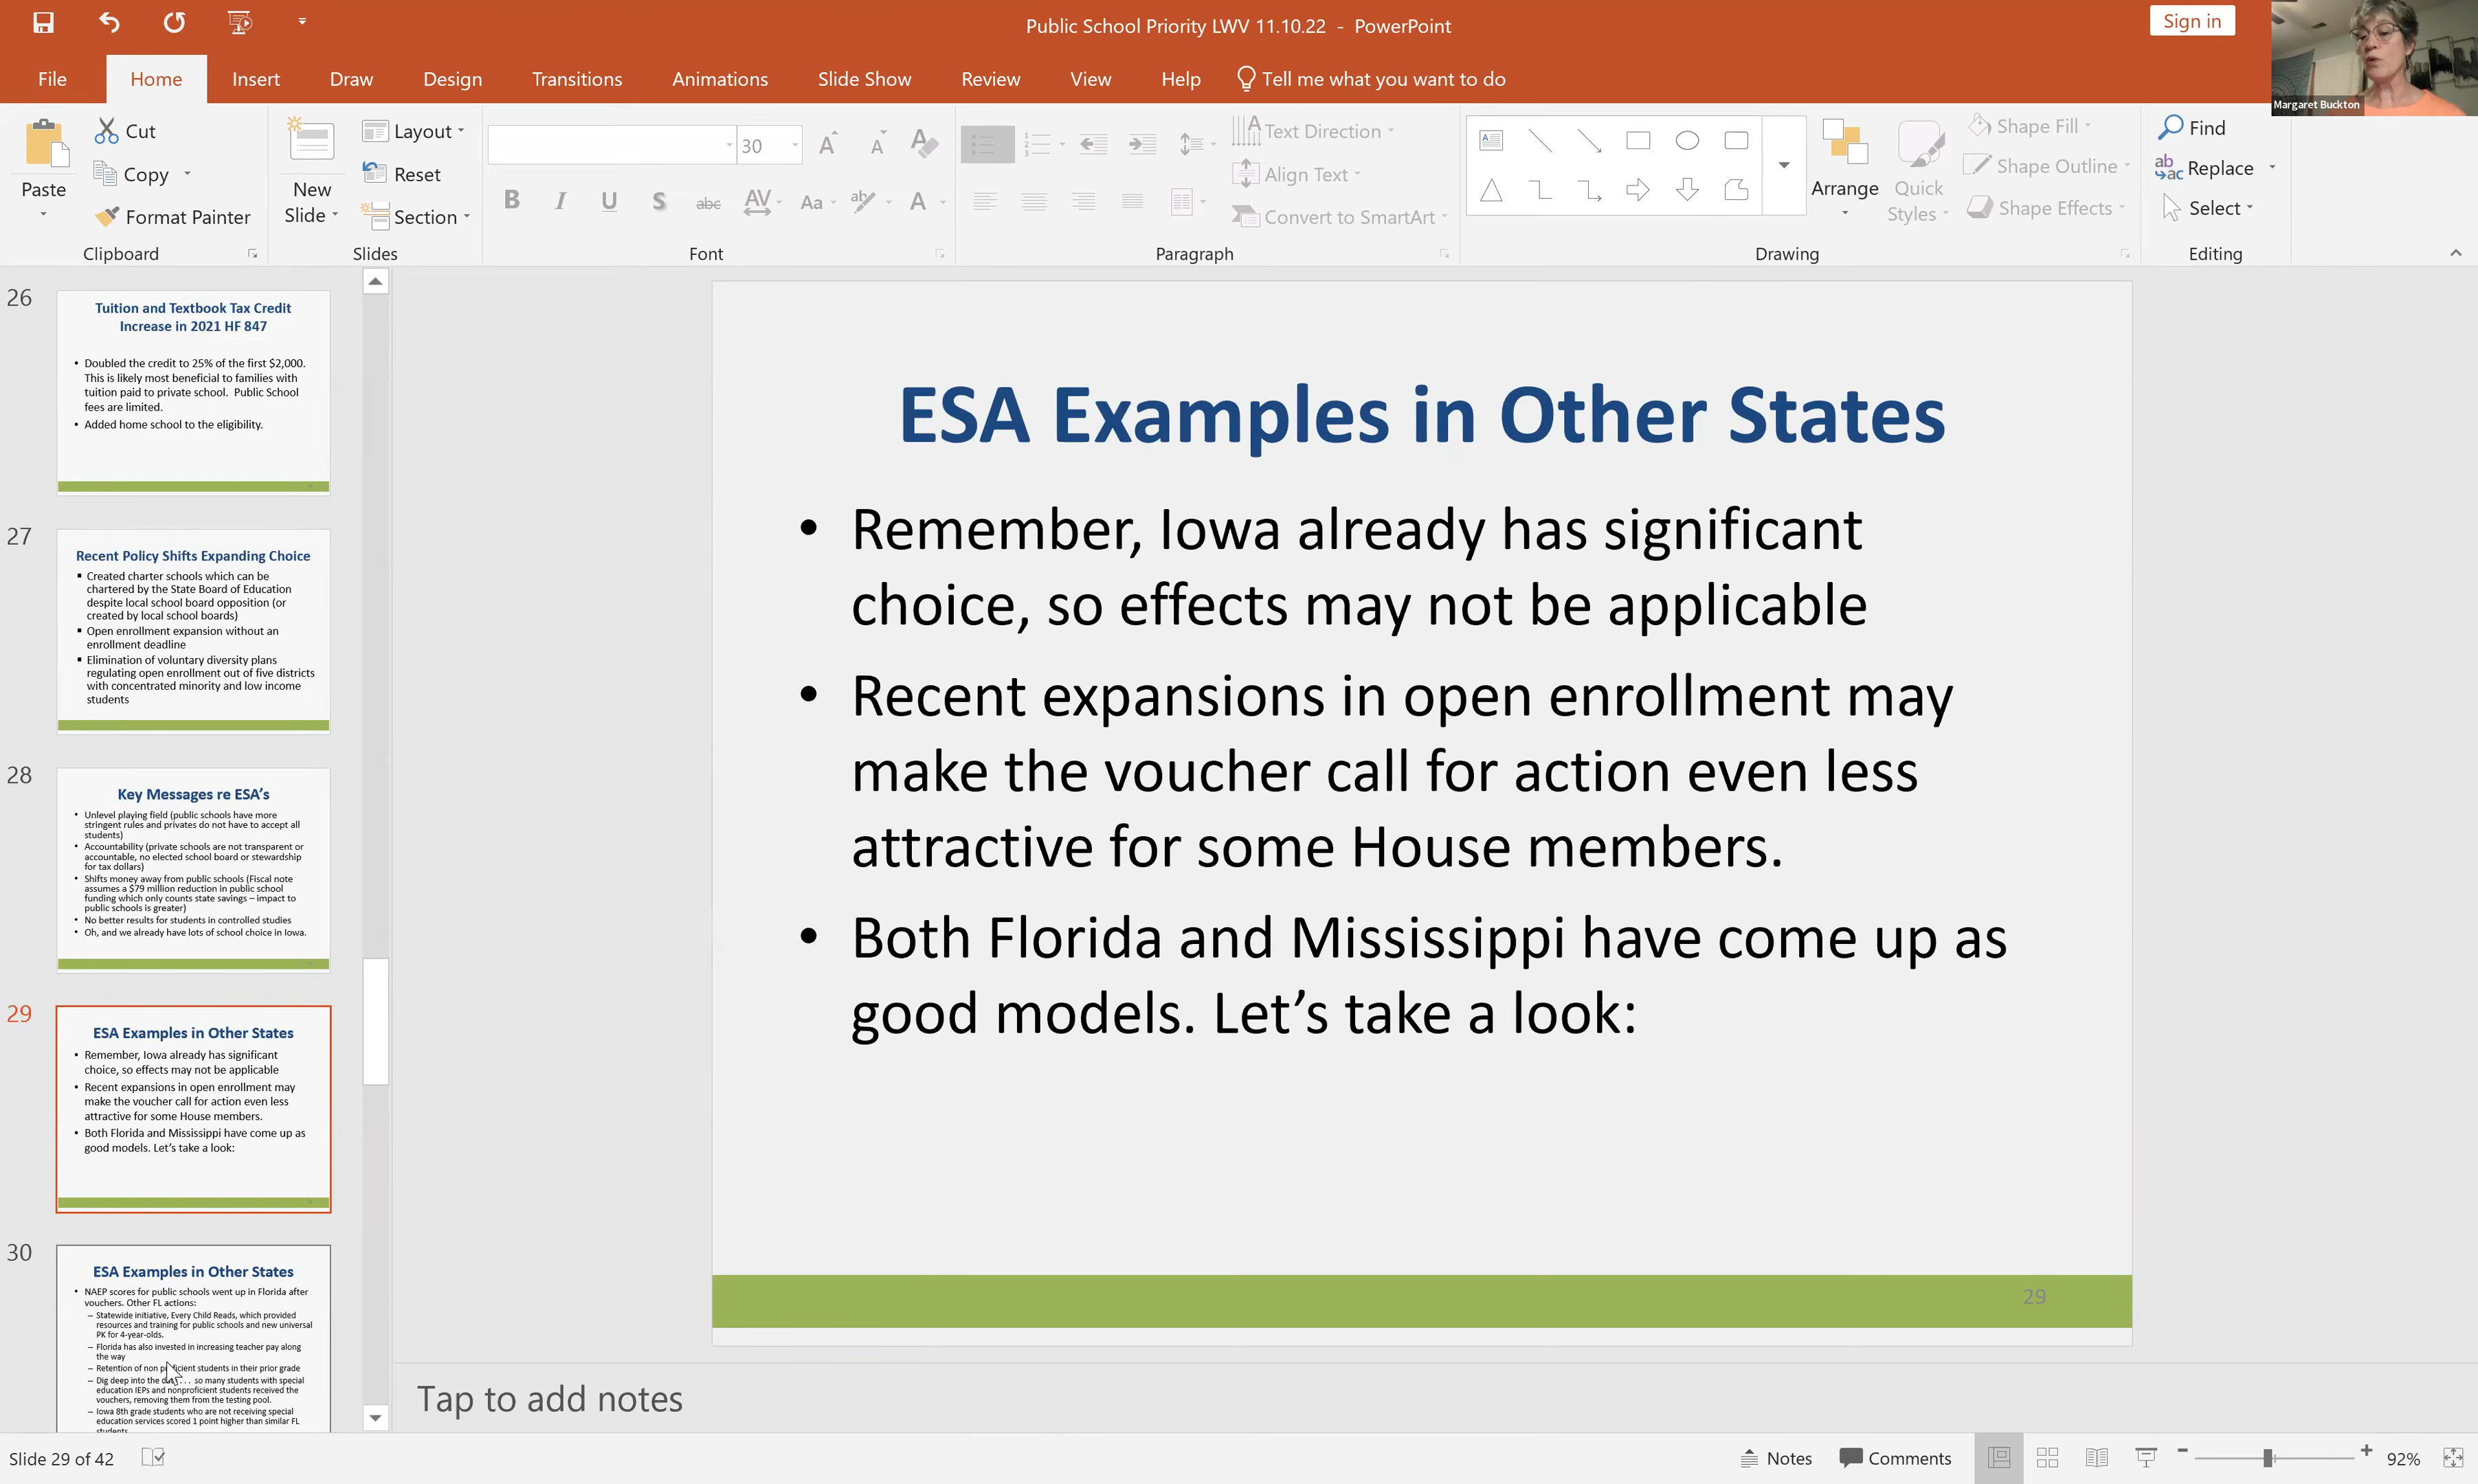 Public School Priority LWV 11.10.22 - PowerPoint
Sign in
File Home Insert Draw Design Transitions Animations Slide Show Review View Help Tell me what you want to do
Margaret Buckton
Paste
Cut
Copy
Format Painter
Clipboard
New
Slide
Layout
Reset
Section
Slides
30
Font
Text Direction
Align Text
Convert to SmartArt
Paragraph
Arrange
Quick
Styles
Shape Fill
Shape Outline
Shape Effects
Drawing
Find
Replace
Select
Editing
26
Tuition and Textbook Tax Credit
Increase in 2021 HF 847
• Doubled the credit to 25% of the first $2,000.
This is likely most beneficial to families with
tuition paid to private school. Public School
fees are limited.
• Added home school to the eligibility.
27
Recent Policy Shifts Expanding Choice
▪ Created charter schools which can be
chartered by the State Board of Education
despite local school board opposition (or
created by local school boards)
▪ Open enrollment expansion without an
enrollment deadline
▪ Elimination of voluntary diversity plans
regulating open enrollment out of five districts
with concentrated minority and low income
students
28
Key Messages re ESA’s
• Unlevel playing field (public schools have more
stringent rules and privates do not have to accept all
students)
• Accountability (private schools are not transparent or
accountable, no elected school board or stewardship
for tax dollars)
• Shifts money away from public schools (Fiscal note
assumes a $79 million reduction in public school
funding which only counts state savings – impact to
public schools is greater)
• No better results for students in controlled studies
• Oh, and we already have lots of school choice in Iowa.
29
ESA Examples in Other States
• Remember, Iowa already has significant
choice, so effects may not be applicable
• Recent expansions in open enrollment may
make the voucher call for action even less
attractive for some House members.
• Both Florida and Mississippi have come up as
good models. Let’s take a look:
30
ESA Examples in Other States
• NAEP scores for public schools went up in Florida after
vouchers. Other FL actions:
– Statewide initiative, Every Child Reads, which provided
resources and training for public schools and new universal
PK for 4-year-olds.
– Florida has also invested in increasing teacher pay along
the way
– Retention of non proficient students in their prior grade
– Dig deep into the . . . so many students with special
education IEPs and nonproficient students received the
vouchers, removing them from the testing pool.
– Iowa 8th grade students who are not receiving special
education services scored 1 point higher than similar FL
students
ESA Examples in Other States
• Remember, Iowa already has significant
choice, so effects may not be applicable
• Recent expansions in open enrollment may
make the voucher call for action even less
attractive for some House members.
• Both Florida and Mississippi have come up as
good models. Let’s take a look:
29
Tap to add notes
Slide 29 of 42
Notes
Comments
92%